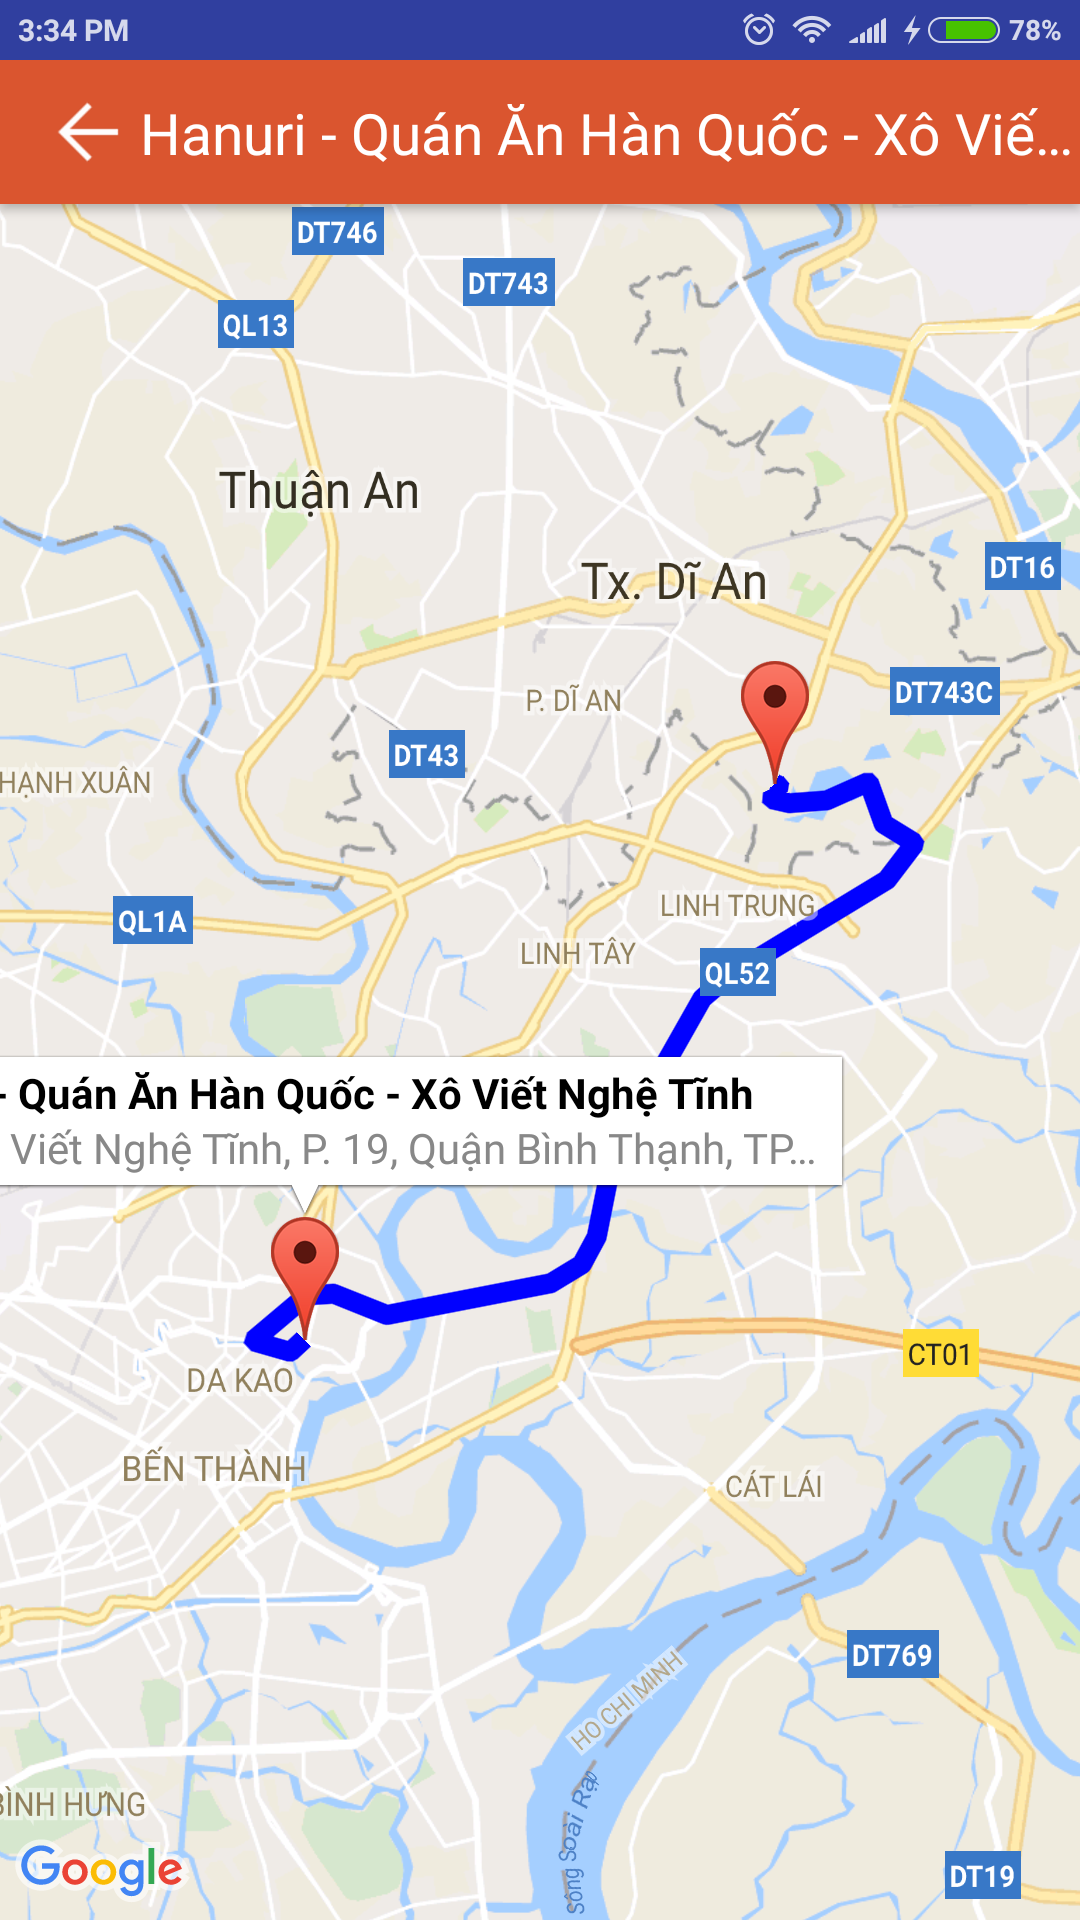 3:34 PM
78%
Hanuri - Quán Ăn Hàn Quốc - Xô Viế...
DT746
DT743
QL13
Thuận An
DT16
Tx. Dĩ An
DT743C
P. DĨ AN
DT43
HẠNH XUÂN
LINH TRUNG
QL1A
LINH TÂY
QL52
- Quán Ăn Hàn Quốc - Xô Viết Nghệ Tĩnh
Viết Nghệ Tĩnh, P. 19, Quận Bình Thạnh, TP...
CT01
DA KAO
BẾN THÀNH
CÁT LÁI
DT769
HO CHI MINH
Sông Soài Rạp
BÌNH HƯNG
Google
DT19